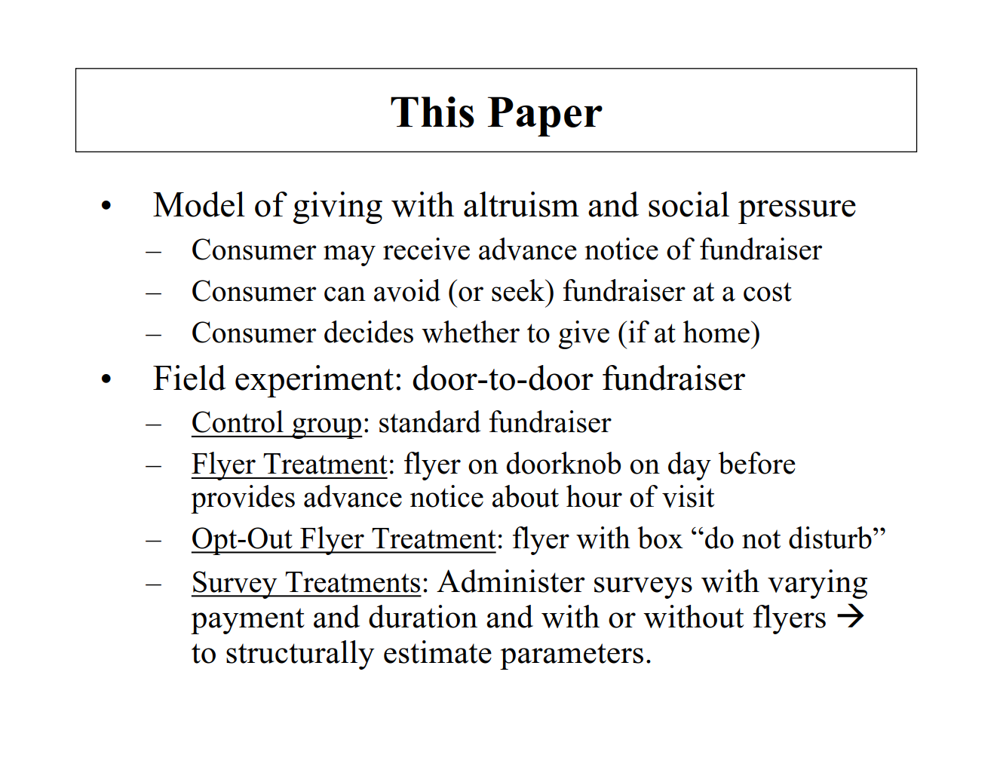 This Paper
• Model of giving with altruism and social pressure
– Consumer may receive advance notice of fundraiser
– Consumer can avoid (or seek) fundraiser at a cost
– Consumer decides whether to give (if at home)
• Field experiment: door-to-door fundraiser
– Control group: standard fundraiser
– Flyer Treatment: flyer on doorknob on day before
provides advance notice about hour of visit
– Opt-Out Flyer Treatment: flyer with box “do not disturb”
– Survey Treatments: Administer surveys with varying
payment and duration and with or without flyers →
to structurally estimate parameters.